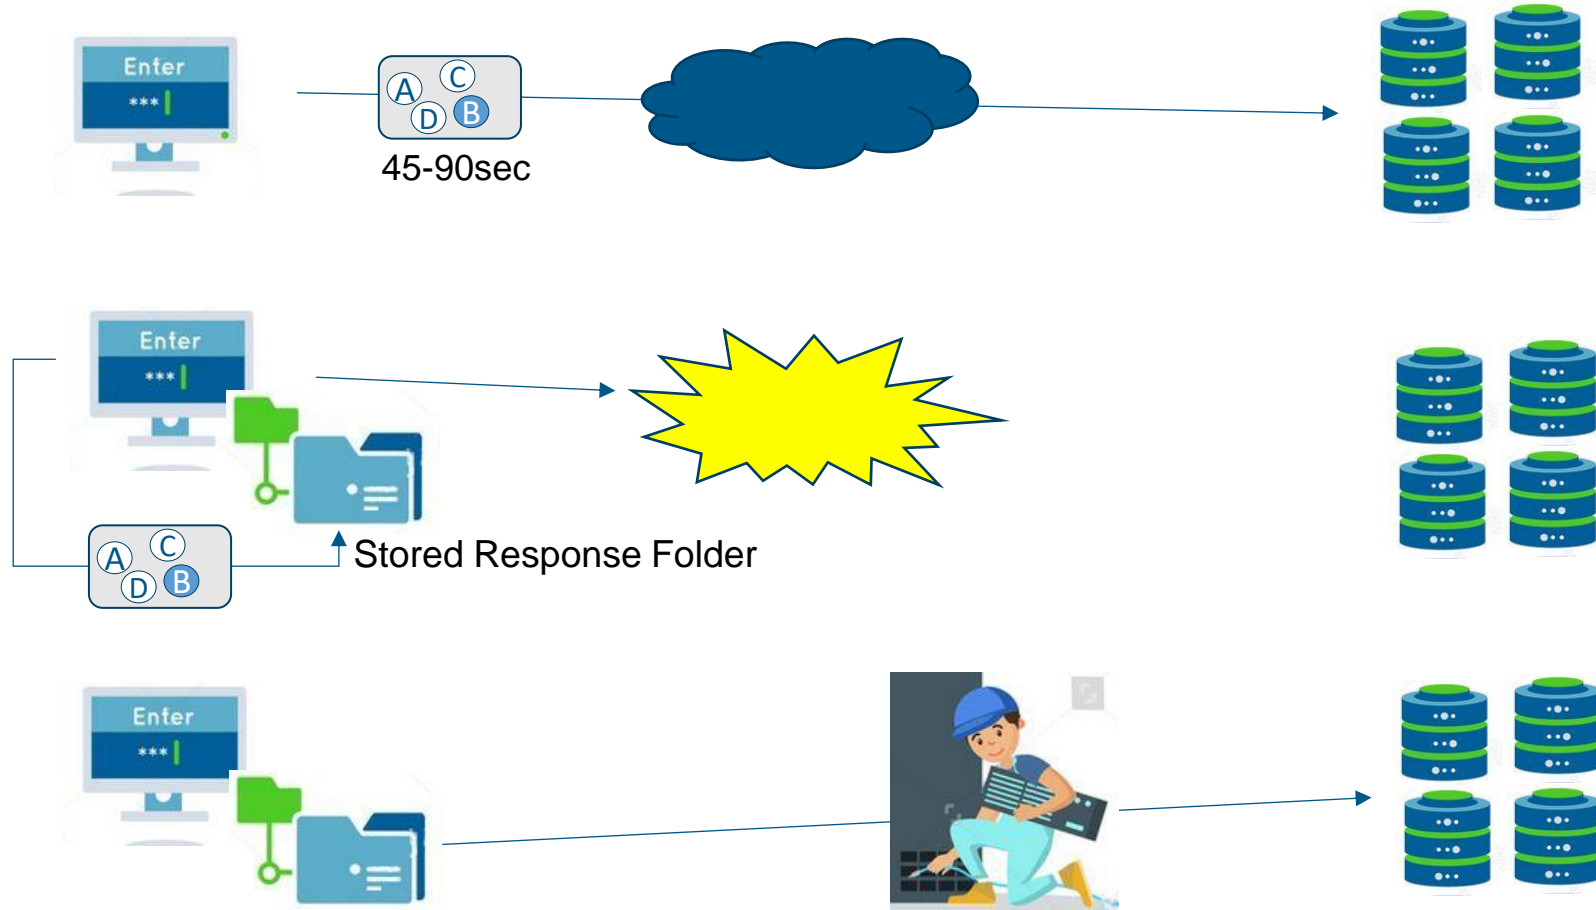 Enter
***
A
C
D
B
45-90sec
Enter
***
A
C
D
B
Stored Response Folder
Enter
***